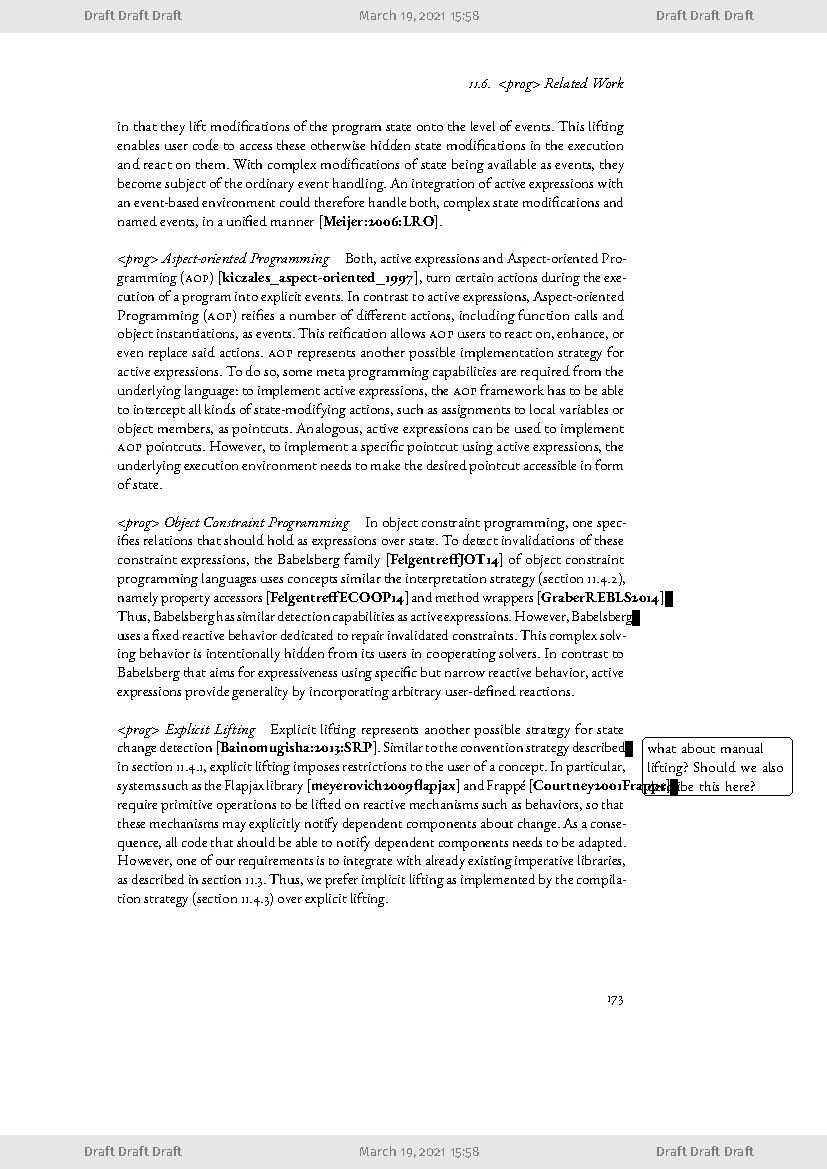 Draft Draft Draft March 19, 2021 15:58 Draft Draft Draft
11.6. <prog> Related Work
in that they lift modifications of the program state onto the level of events. This lifting
enables user code to access these otherwise hidden state modifications in the execution
and react on them. With complex modifications of state being available as events, they
become subject of the ordinary event handling. An integration of active expressions with
an event-based environment could therefore handle both, complex state modifications and
named events, in a unified manner [Meijer:2006:LRO].
<prog> Aspect-oriented Programming Both, active expressions and Aspect-oriented Pro-
gramming (AOP) [kiczales_aspect-oriented_1997], turn certain actions during the exe-
cution of a program into explicit events. In contrast to active expressions, Aspect-oriented
Programming (AOP) reifies a number of different actions, including function calls and
object instantiations, as events. This reification allows AOP users to react on, enhance, or
even replace said actions. AOP represents another possible implementation strategy for
active expressions. To do so, some meta programming capabilities are required from the
underlying language: to implement active expressions, the AOP framework has to be able
to intercept all kinds of state-modifying actions, such as assignments to local variables or
object members, as pointcuts. Analogous, active expressions can be used to implement
AOP pointcuts. However, to implement a specific pointcut using active expressions, the
underlying execution environment needs to make the desired pointcut accessible in form
of state.
<prog> Object Constraint Programming In object constraint programming, one spec-
ifies relations that should hold as expressions over state. To detect invalidations of these
constraint expressions, the Babelsberg family [FelgentreffJOT14] of object constraint
programming languages uses concepts similar the interpretation strategy (section 11.4.2),
namely property accessors [FelgentreffECOOP14] and method wrappers [GraberREBLS2014]
Thus, Babelsberg has similar detection capabilities as active expressions. However, Babelsberg
uses a fixed reactive behavior dedicated to repair invalidated constraints. This complex solv-
ing behavior is intentionally hidden from its users in cooperating solvers. In contrast to
Babelsberg that aims for expressiveness using specific but narrow reactive behavior, active
expressions provide generality by incorporating arbitrary user-defined reactions.
<prog> Explicit Lifting Explicit lifting represents another possible strategy for state
change detection [Bainomugisha:2013:SRP]. Similar to the convention strategy described
in section 11.4.1, explicit lifting imposes restrictions to the user of a concept. In particular,
systems such as the Flapjax library [meyerovich2009flapjax] and Frappé [Courtney2001Frappe]
require primitive operations to be lifted on reactive mechanisms such as behaviors, so that
these mechanisms may explicitly notify dependent components about change. As a conse-
quence, all code that should be able to notify dependent components needs to be adapted.
However, one of our requirements is to integrate with already existing imperative libraries,
as described in section 11.3. Thus, we prefer implicit lifting as implemented by the compila-
tion strategy (section 11.4.3) over explicit lifting.
what about manual
lifting? Should we also
this here?
173
Draft Draft Draft March 19, 2021 15:58 Draft Draft Draft